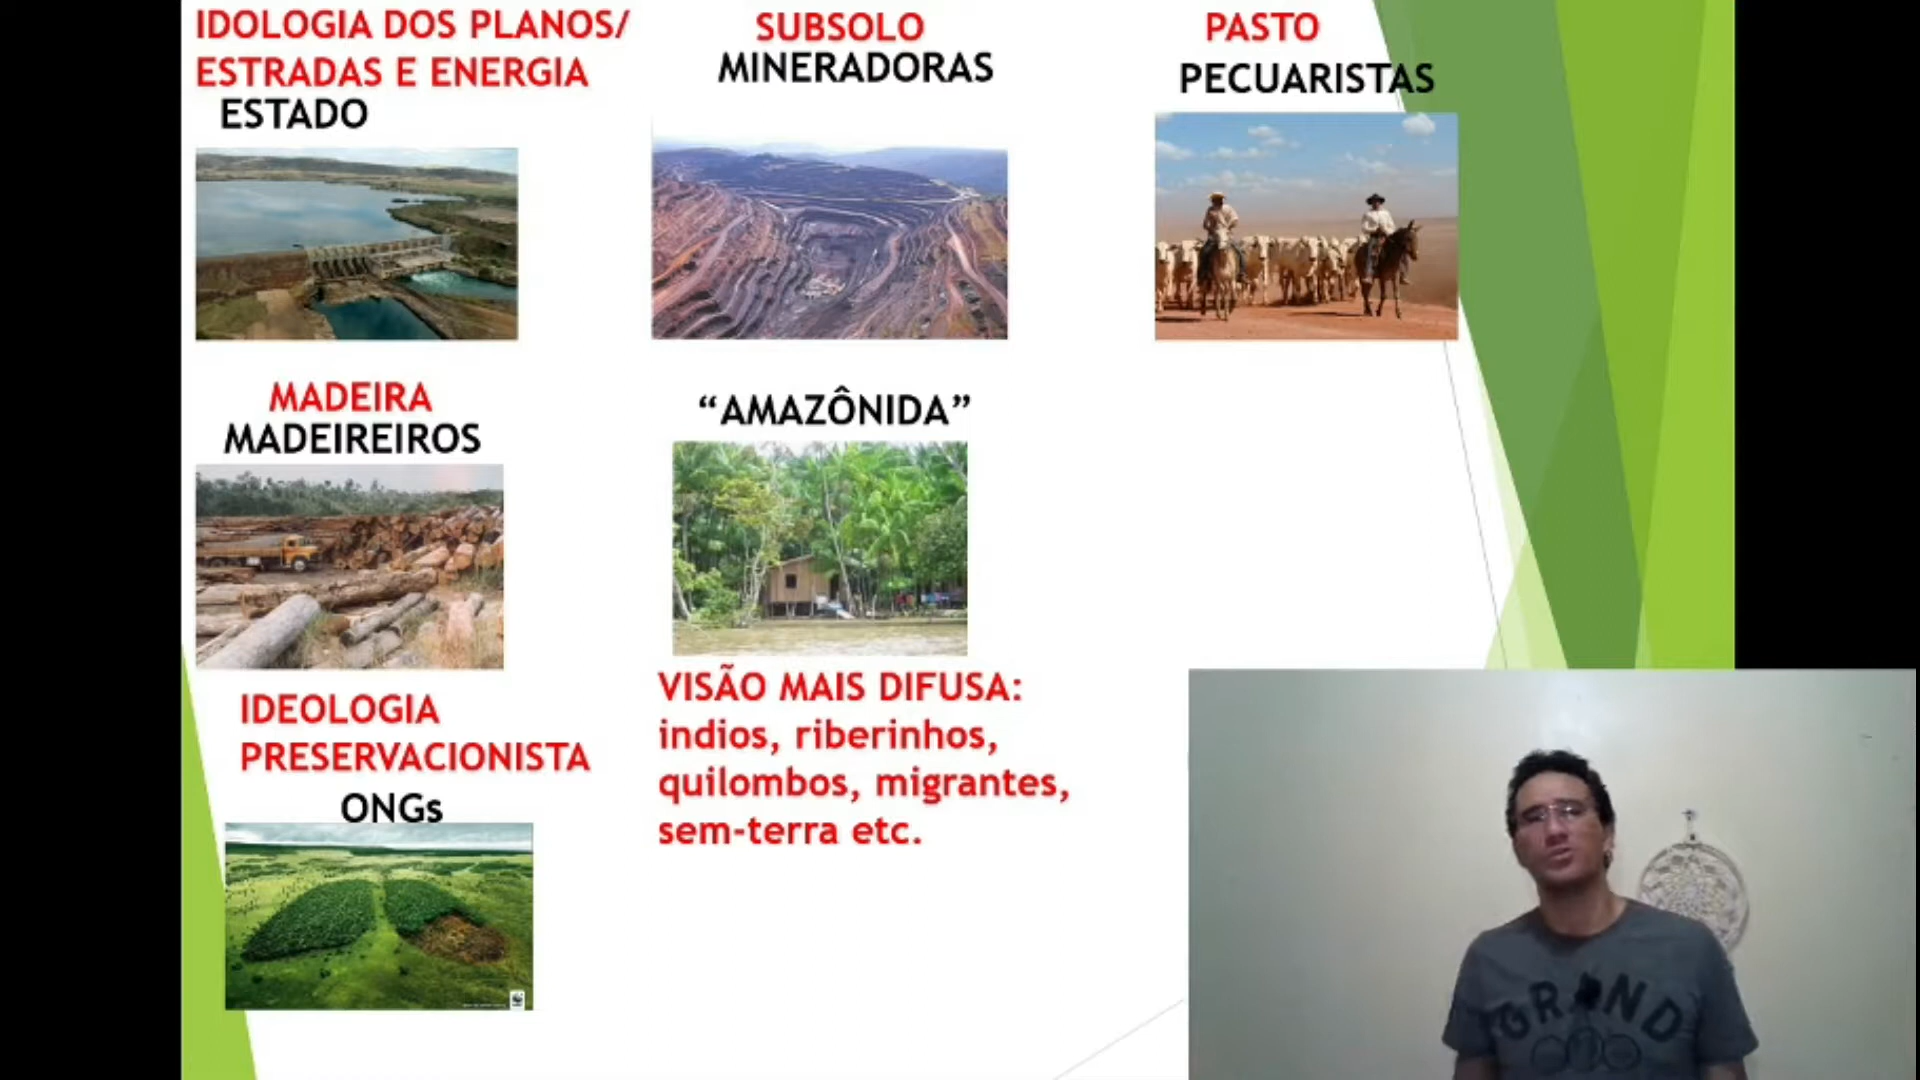 IDOLOGIA DOS PLANOS/
ESTRADAS E ENERGIA
ESTADO
SUBSOLO
MINERADORAS
PASTO
PECUARISTAS
MADEIRA
MADEIREIROS
“AMAZÔNIDA”
IDEOLOGIA
PRESERVACIONISTA
ONGs
VISÃO MAIS DIFUSA:
indios, riberinhos,
quilombos, migrantes,
sem-terra etc.
GRAND